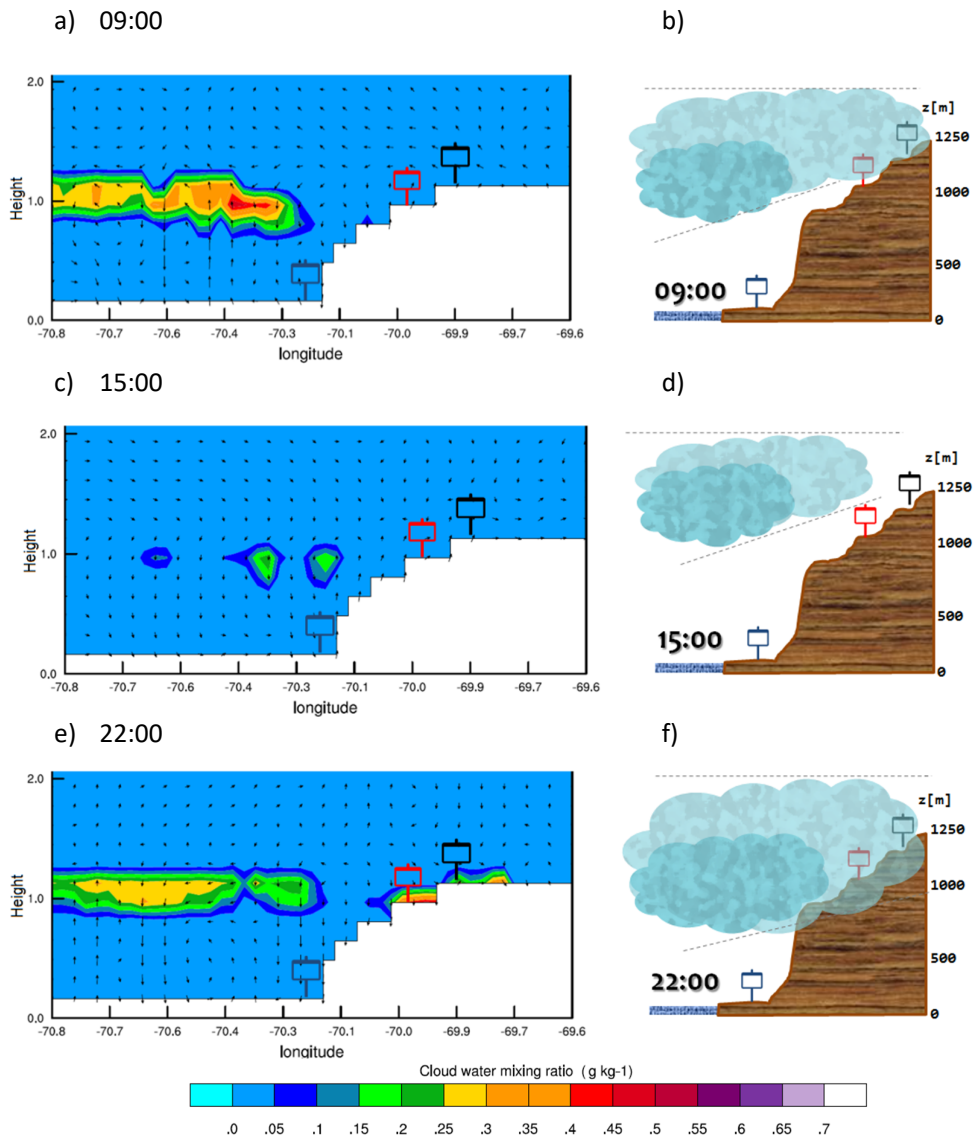 a) 09:00
b)
2.0
1.0
0.0
Height
-70.8 -70.7 -70.6 -70.5 -70.4 -70.3 -70.2 -70.1 -70.0 -69.9 -69.8 -69.7 -69.6
longitude
z[m]
1250
1000
500
0
09:00
c) 15:00
d)
2.0
1.0
0.0
Height
-70.8 -70.7 -70.6 -70.5 -70.4 -70.3 -70.2 -70.1 -70.0 -69.9 -69.8 -69.7 -69.6
longitude
z[m]
1250
1000
500
0
15:00
e) 22:00
f)
2.0
1.0
0.0
Height
-70.8 -70.7 -70.6 -70.5 -70.4 -70.3 -70.2 -70.1 -70.0 -69.9 -69.8 -69.7 -69.6
longitude
z[m]
1250
1000
500
0
22:00
Cloud water mixing ratio ( g kg-1)
.0 .05 .1 .15 .2 .25 .3 .35 .4 .45 .5 .55 .6 .65 .7